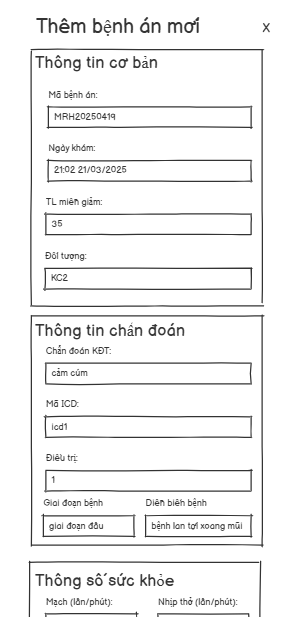 Thêm bệnh án mới
X
Thông tin cơ bản
Mã bệnh án:
MRH20250419
Ngày khám:
21:02 21/03/2025
TL miễn giảm:
35
Đối tượng:
KC2
Thông tin chẩn đoán
Chẩn đoán KĐT:
cảm cúm
Mã ICD:
icd1
Điều trị:
1
Giai đoạn bệnh Diễn biến bệnh
giai đoạn đầu bệnh lan tới xoang mũi
Thông số sức khỏe
Mạch (lần/phút): Nhịp thở (lần/phút):